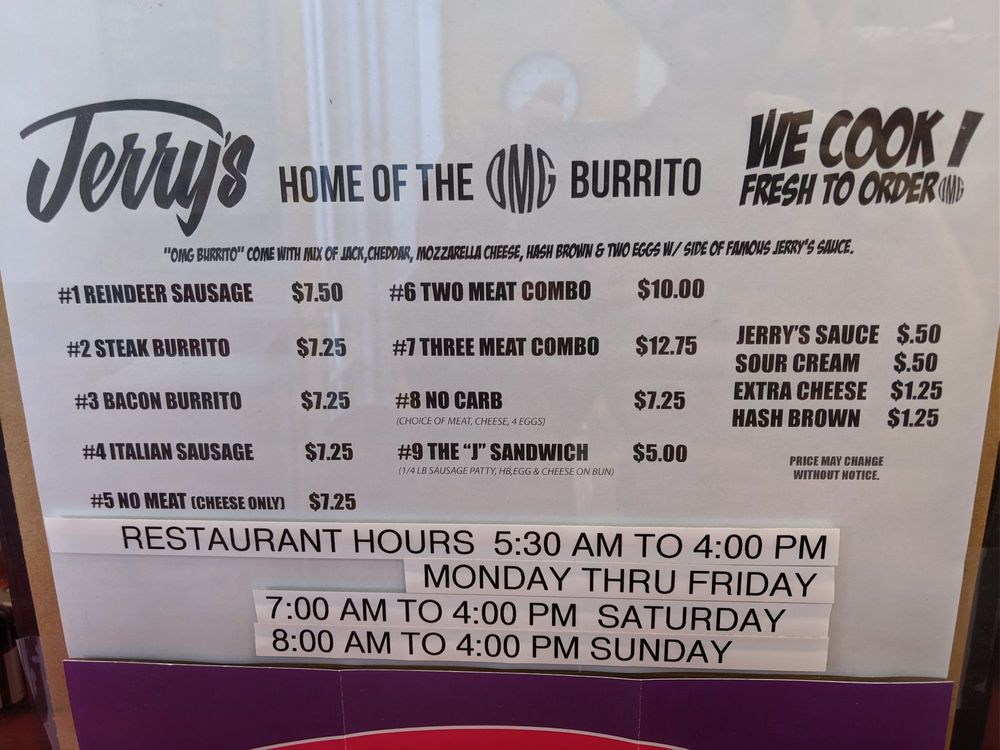 Jerry's
HOME OF THE OMG BURRITO
WE COOK !
FRESH TO ORDER OMG
"OMG BURRITO" COME WITH MIX OF JACK,CHEDDAR, MOZZARELLA CHEESE, HASH BROWN & TWO EGGS W/ SIDE OF FAMOUS JERRY'S SAUCE.
#1 REINDEER SAUSAGE $7.50
#2 STEAK BURRITO $7.25
#3 BACON BURRITO $7.25
#4 ITALIAN SAUSAGE $7.25
#5 NO MEAT (CHEESE ONLY) $7.25
#6 TWO MEAT COMBO $10.00
#7 THREE MEAT COMBO $12.75
#8 NO CARB $7.25
(CHOICE OF MEAT, CHEESE, 4 EGGS)
#9 THE "J" SANDWICH $5.00
(1/4 LB SAUSAGE PATTY, HB,EGG & CHEESE ON BUN)
JERRY'S SAUCE $.50
SOUR CREAM $.50
EXTRA CHEESE $1.25
HASH BROWN $1.25
PRICE MAY CHANGE
WITHOUT NOTICE.
RESTAURANT HOURS 5:30 AM TO 4:00 PM
MONDAY THRU FRIDAY
7:00 AM TO 4:00 PM SATURDAY
8:00 AM TO 4:00 PM SUNDAY